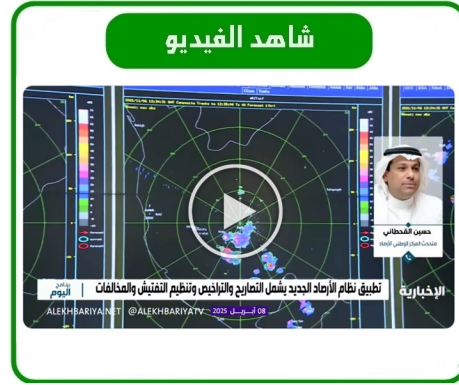 شاهد الفيديو
حسين القحطاني
متحدث المركز الوطني للأرصاد
الإخبارية
تطبيق نظام الأرصاد الجديد يشمل التصاريح والتراخيص وتنظيم التفتيش والمخالفات
برنامج
اليوم
ALEKHBARIYA.NET @ALEKHBARIYATV 08 أبـريــل 2025